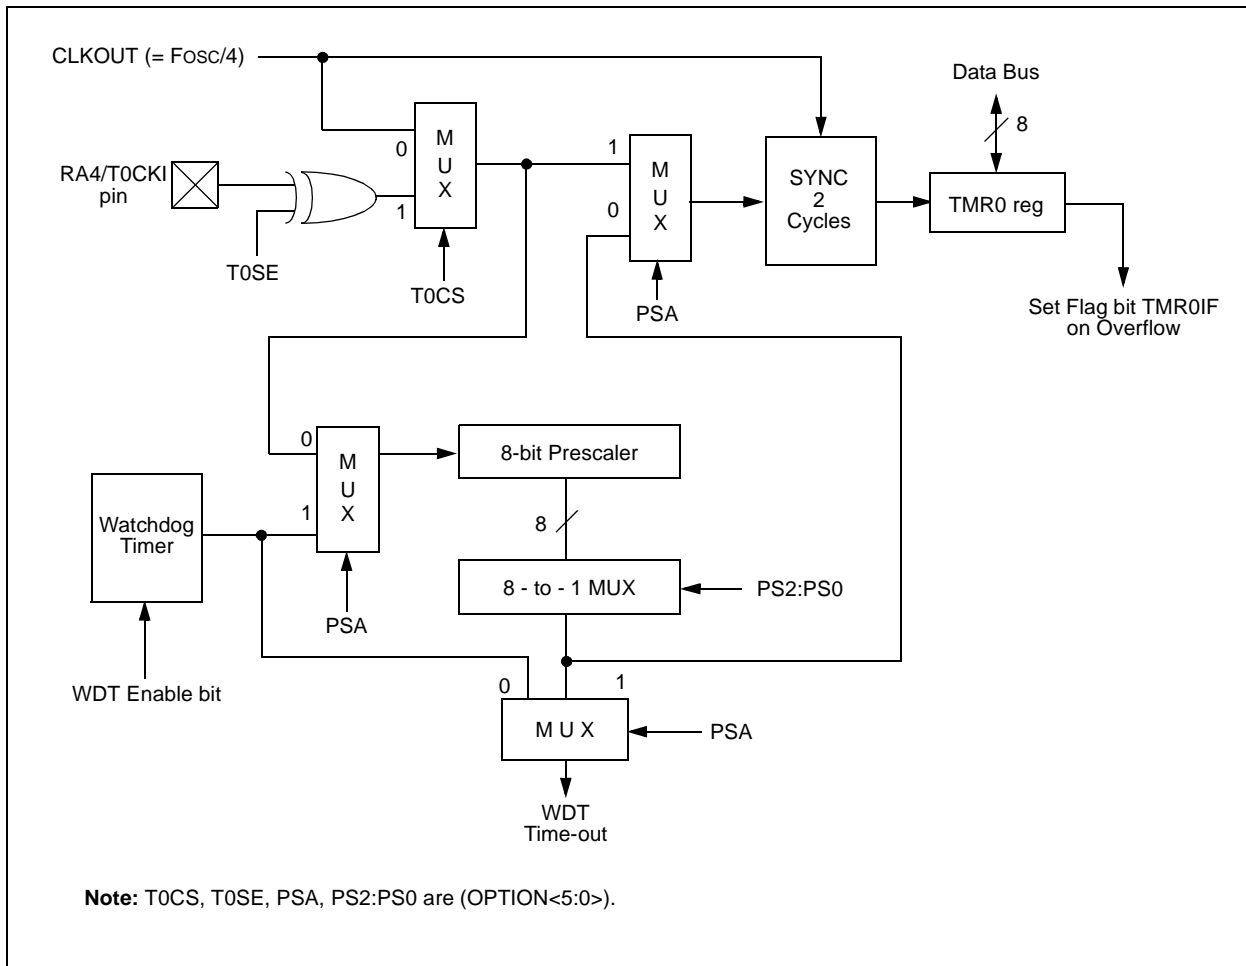 CLKOUT (= FOSC/4)
Data Bus
8
M
U
X
0
1
RA4/T0CKI
pin
T0SE
T0CS
1
0
M
U
X
PSA
SYNC
2
Cycles
TMR0 reg
Set Flag bit TMR0IF
on Overflow
0
1
M
U
X
PSA
8-bit Prescaler
8
8 - to - 1 MUX
PS2:PS0
Watchdog
Timer
WDT Enable bit
0
1
M U X
PSA
WDT
Time-out
Note: T0CS, T0SE, PSA, PS2:PS0 are (OPTION<5:0>).